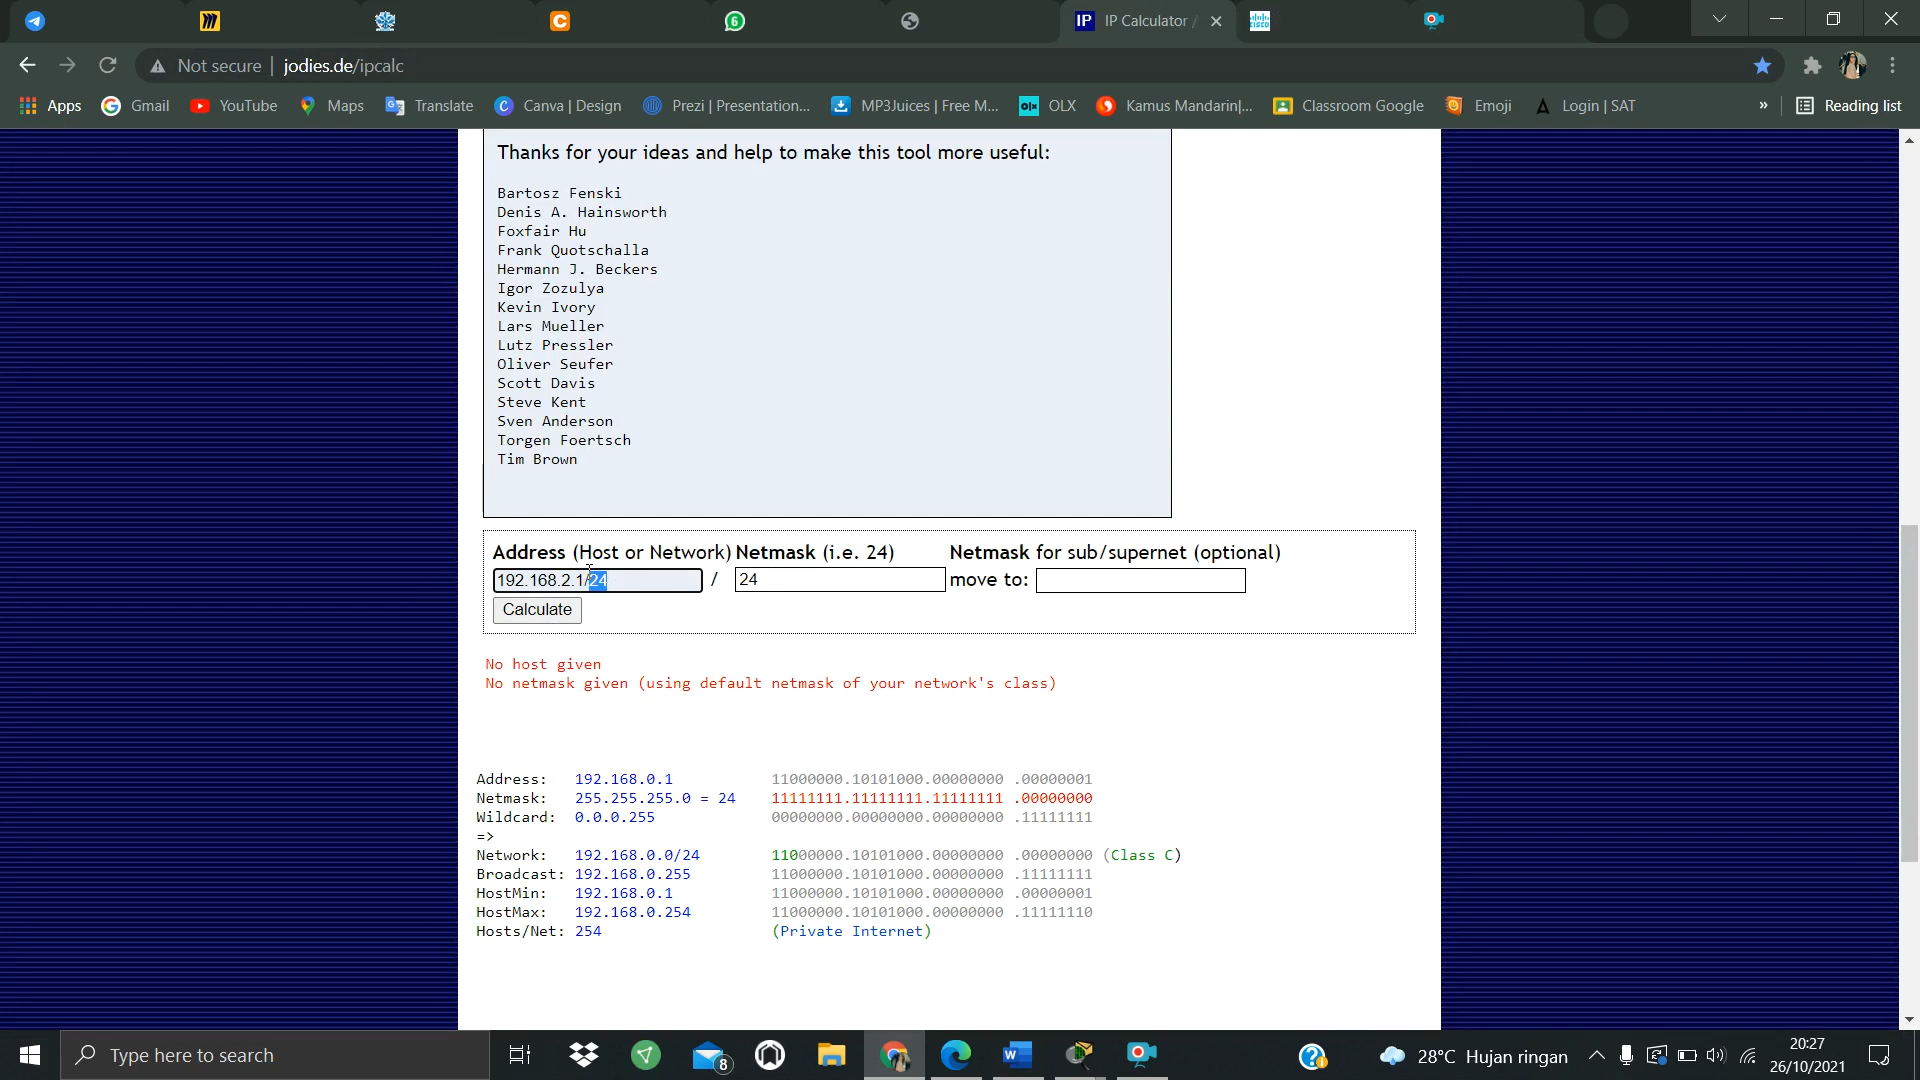 IP Calculator /
Not secure | jodies.de/ipcalc
Apps Gmail YouTube Maps Translate Canva | Design Prezi | Presentation... MP3Juices | Free M... OLX Kamus Mandarin|... Classroom Google Emoji Login | SAT » Reading list
Thanks for your ideas and help to make this tool more useful:
Bartosz Fenski
Denis A. Hainsworth
Foxfair Hu
Frank Quotschalla
Hermann J. Beckers
Igor Zozulya
Kevin Ivory
Lars Mueller
Lutz Pressler
Oliver Seufer
Scott Davis
Steve Kent
Sven Anderson
Torgen Foertsch
Tim Brown
Address (Host or Network) Netmask (i.e. 24) Netmask for sub/supernet (optional)
192.168.2.1/24 / 24 move to:
Calculate
No host given
No netmask given (using default netmask of your network's class)
Address: 192.168.0.1 11000000.10101000.00000000 .00000001
Netmask: 255.255.255.0 = 24 11111111.11111111.11111111 .00000000
Wildcard: 0.0.0.255 00000000.00000000.00000000 .11111111
=>
Network: 192.168.0.0/24 11000000.10101000.00000000 .00000000 (Class C)
Broadcast: 192.168.0.255 11000000.10101000.00000000 .11111111
HostMin: 192.168.0.1 11000000.10101000.00000000 .00000001
HostMax: 192.168.0.254 11000000.10101000.00000000 .11111110
Hosts/Net: 254 (Private Internet)
Type here to search 8 28°C Hujan ringan 20:27
26/10/2021